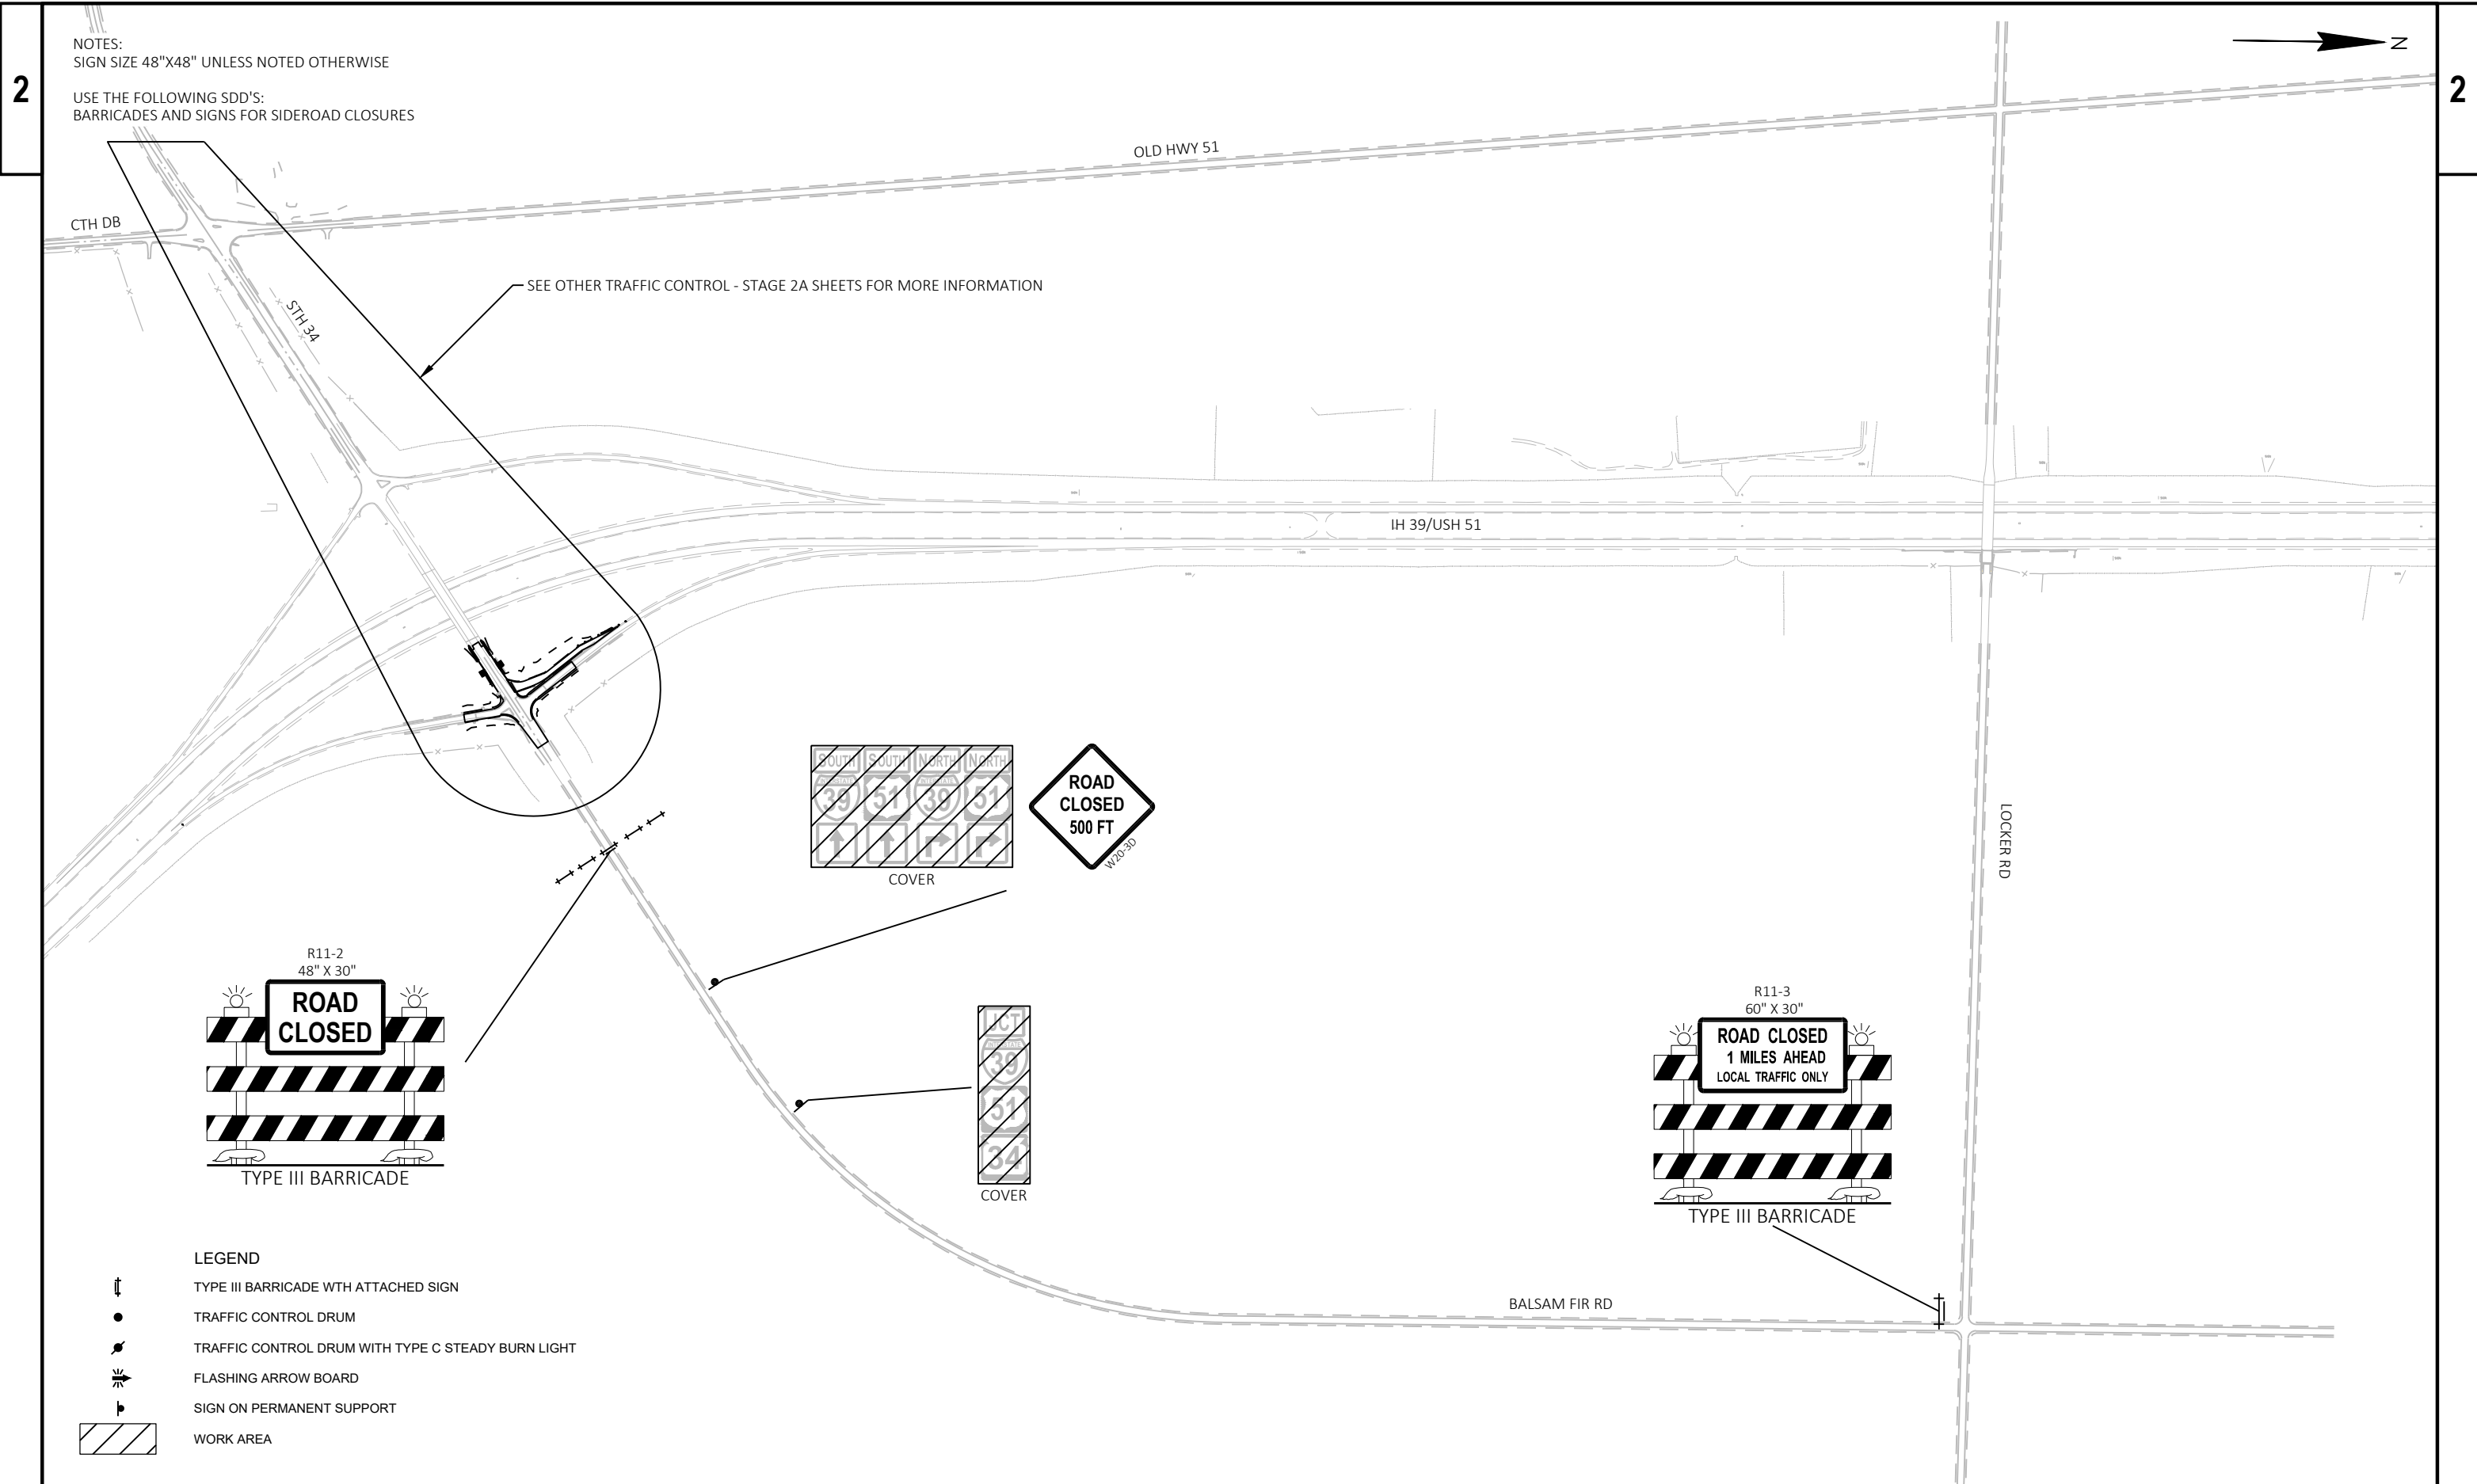 2
NOTES:
SIGN SIZE 48"X48" UNLESS NOTED OTHERWISE
USE THE FOLLOWING SDD'S:
BARRICADES AND SIGNS FOR SIDEROAD CLOSURES
N
2
OLD HWY 51
CTH DB
SEE OTHER TRAFFIC CONTROL - STAGE 2A SHEETS FOR MORE INFORMATION
STH 34
IH 39/USH 51
SOUTH SOUTH NORTH NORTH
INTERSTATE INTERSTATE
39 51 39 51
COVER
ROAD
CLOSED
500 FT
W20-3D
LOCKER RD
R11-2
48" X 30"
ROAD
CLOSED
TYPE III BARRICADE
JCT
INTERSTATE
39
51
34
COVER
R11-3
60" X 30"
ROAD CLOSED
1 MILES AHEAD
LOCAL TRAFFIC ONLY
TYPE III BARRICADE
BALSAM FIR RD
LEGEND
TYPE III BARRICADE WTH ATTACHED SIGN
TRAFFIC CONTROL DRUM
TRAFFIC CONTROL DRUM WITH TYPE C STEADY BURN LIGHT
FLASHING ARROW BOARD
SIGN ON PERMANENT SUPPORT
WORK AREA